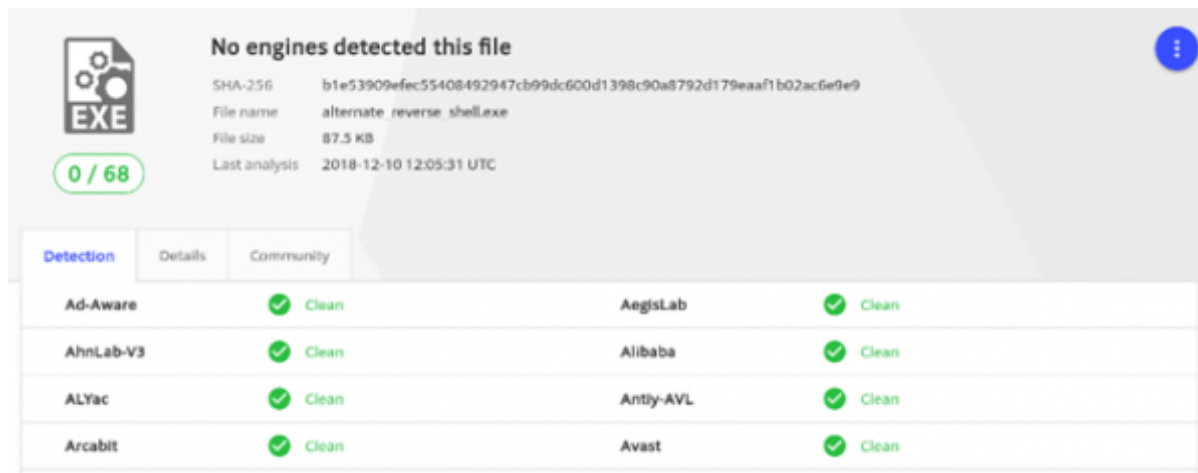 No engines detected this file
SHA-256 b1e53909efec55408492947cb99dc600d1398c90a8792d179eaaf1b02ac6e9e9
File name alternate_reverse_shell.exe
File size 87.5 KB
Last analysis 2018-12-10 12:05:31 UTC
EXE
0 / 68
Detection Details Community
Ad-Aware Clean AegisLab Clean
AhnLab-V3 Clean Alibaba Clean
ALYac Clean Antiy-AVL Clean
Arcabit Clean Avast Clean